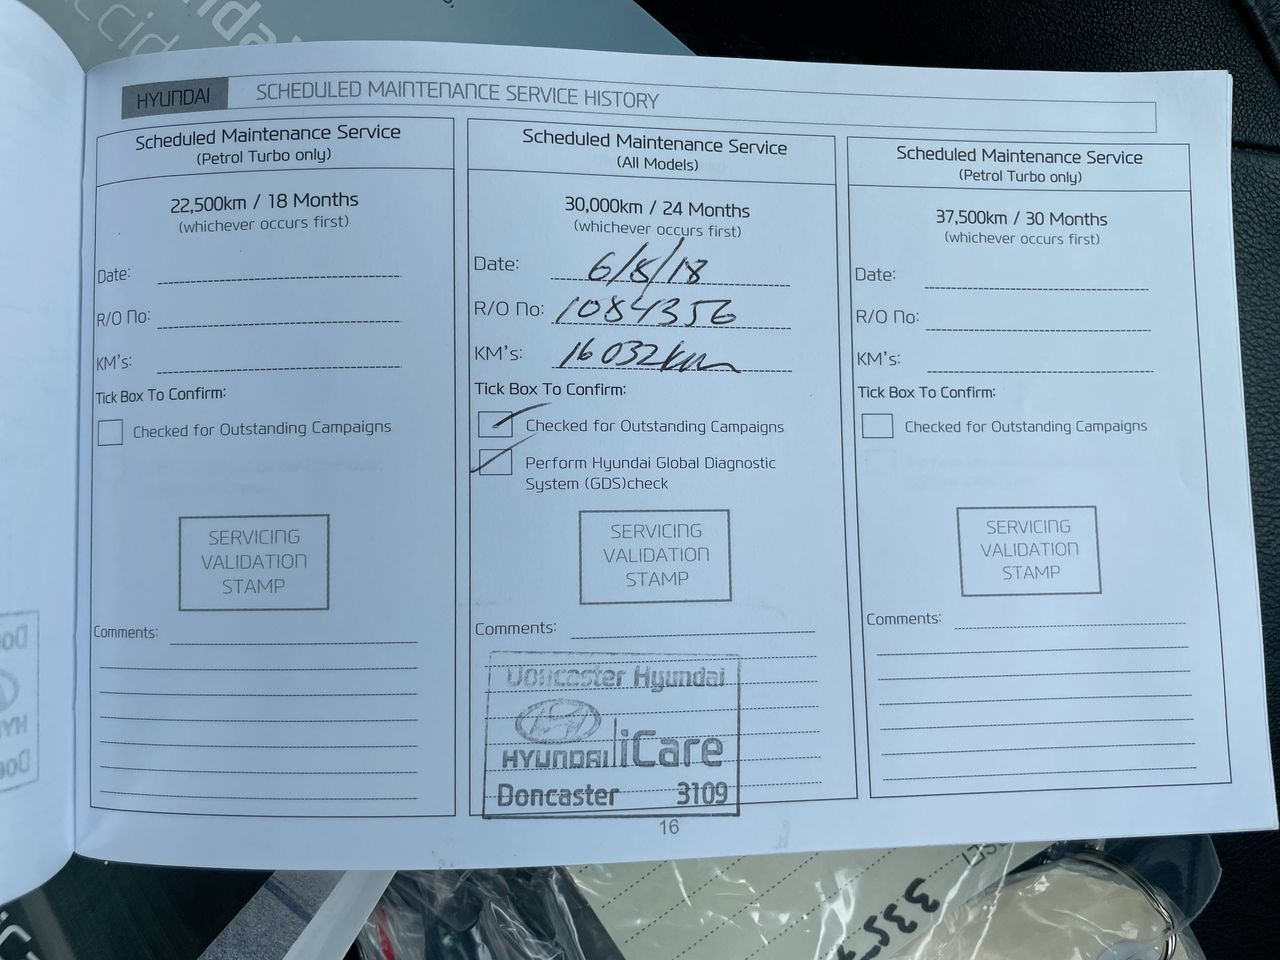 HYUNDAI SCHEDULED MAINTENANCE SERVICE HISTORY
Scheduled Maintenance Service
(Petrol Turbo only)
22,500km / 18 Months
(whichever occurs first)
Date:
R/O No:
KM's:
Tick Box To Confirm:
Checked for Outstanding Campaigns
SERVICING
VALIDATION
STAMP
Comments:
Scheduled Maintenance Service
(All Models)
30,000km / 24 Months
(whichever occurs first)
Date: 6/8/18
R/O No: 1084356
KM's: 16032km
Tick Box To Confirm:
Checked for Outstanding Campaigns
Perform Hyundai Global Diagnostic
System (GDS)check
SERVICING
VALIDATION
STAMP
Comments:
Doncaster Hyundai
HYUNDAI iCare
Doncaster 3109
Scheduled Maintenance Service
(Petrol Turbo only)
37,500km / 30 Months
(whichever occurs first)
Date:
R/O No:
KM's:
Tick Box To Confirm:
Checked for Outstanding Campaigns
SERVICING
VALIDATION
STAMP
Comments:
16